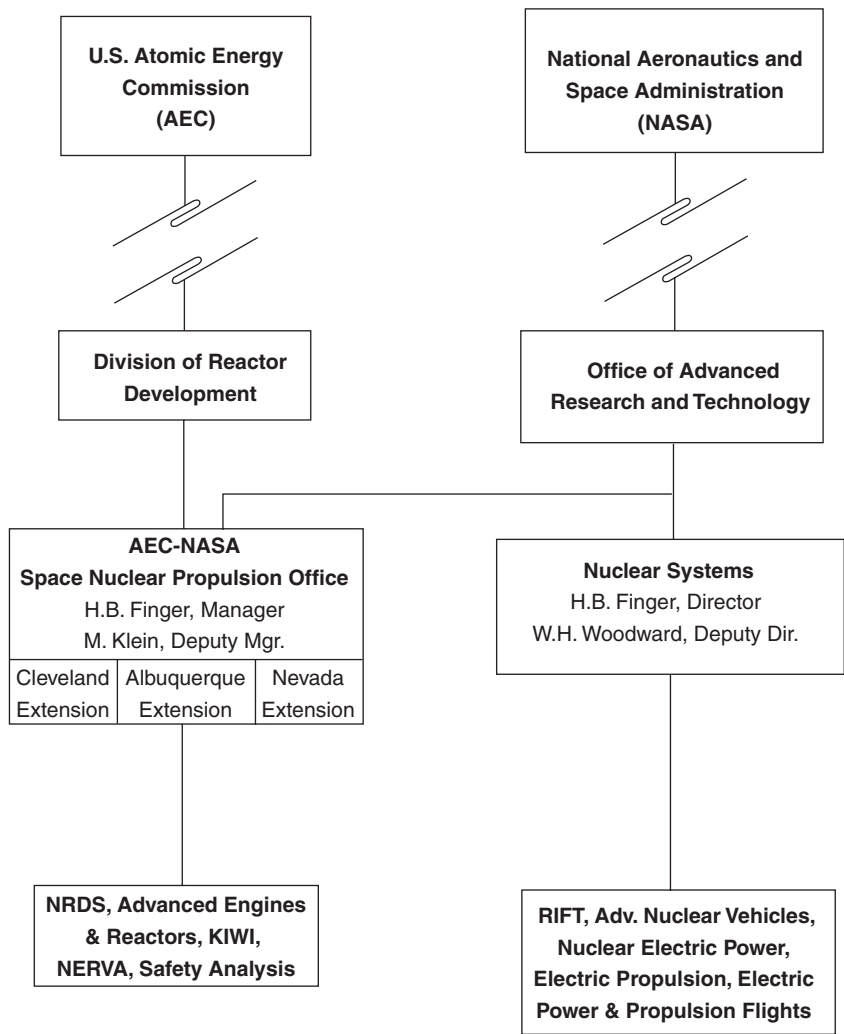 U.S. Atomic Energy
Commission
(AEC)
National Aeronautics and
Space Administration
(NASA)
Division of Reactor
Development
Office of Advanced
Research and Technology
AEC-NASA
Space Nuclear Propulsion Office
H.B. Finger, Manager
M. Klein, Deputy Mgr.
Cleveland
Extension
Albuquerque
Extension
Nevada
Extension
Nuclear Systems
H.B. Finger, Director
W.H. Woodward, Deputy Dir.
NRDS, Advanced Engines
& Reactors, KIWI,
NERVA, Safety Analysis
RIFT, Adv. Nuclear Vehicles,
Nuclear Electric Power,
Electric Propulsion, Electric
Power & Propulsion Flights